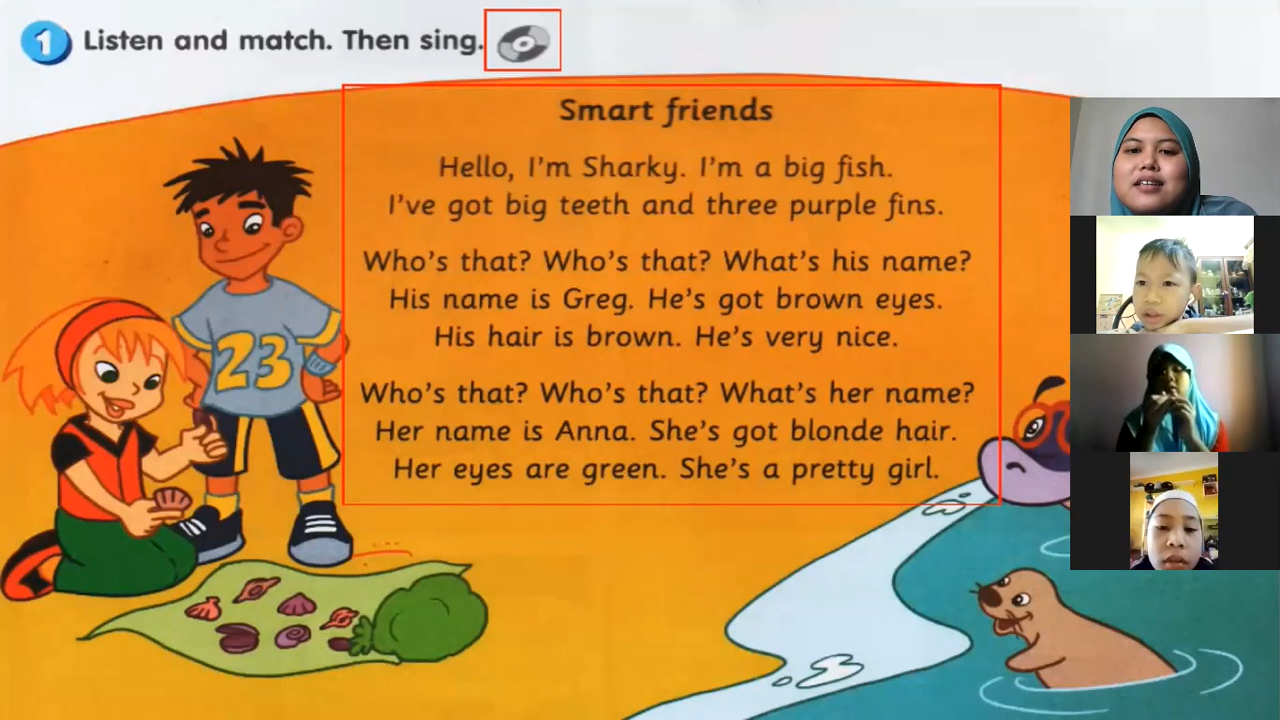 1 Listen and match. Then sing.
Smart friends
Hello, I'm Sharky. I'm a big fish.
I've got big teeth and three purple fins.
Who's that? Who's that? What's his name?
His name is Greg. He's got brown eyes.
His hair is brown. He's very nice.
Who's that? Who's that? What's her name?
Her name is Anna. She's got blonde hair.
Her eyes are green. She's a pretty girl.
23